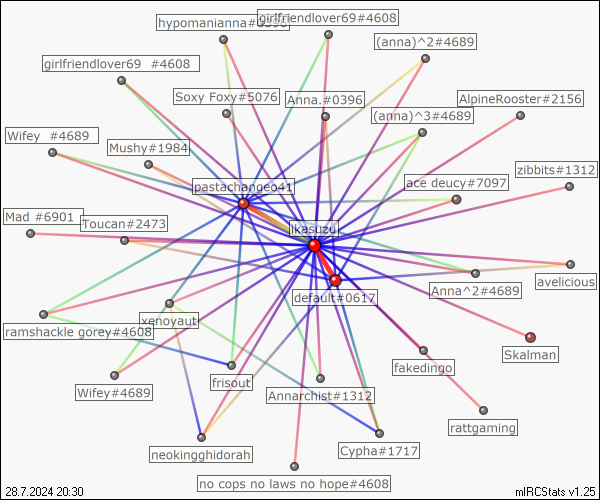 girlfriendlover69#4608
hypomanianna#0396
(anna)^2#4689
girlfriendlover69 #4608
Soxy Foxy#5076
Anna.#0396
AlpineRooster#2156
(anna)^3#4689
Wifey #4689
Mushy#1984
zibbits#1312
pastachangeo41
ace deucy#7097
Mad #6901
Toucan#2473
Ikasuzu
avelicious
Anna^2#4689
default#0617
xenoyaut
ramshackle gorey#4608
Skalman
fakedingo
frisout
Wifey#4689
Annarchist#1312
rattgaming
neokingghidorah
Cypha#1717
no cops no laws no hope#4608
28.7.2024 20:30
mIRCStats v1.25